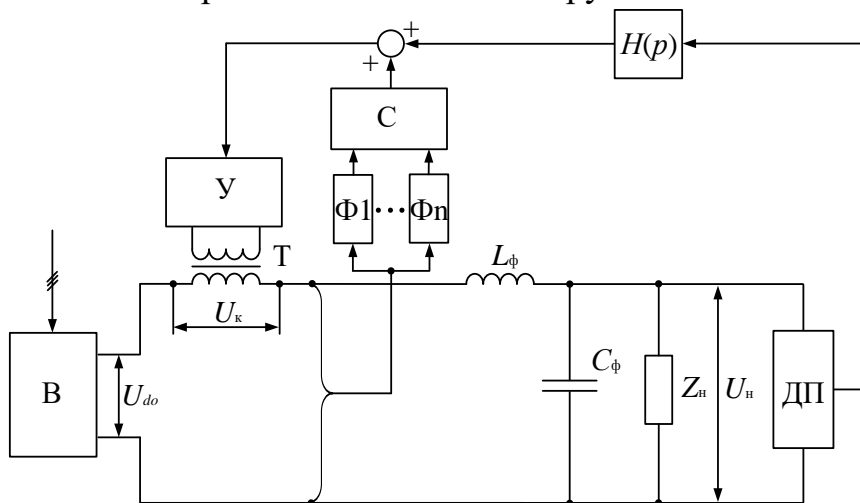 H(p)
+
+
С
У
Ф1
Фn
Т
Lф
Uк
В
Udo
Cф
Zн
Uн
ДП